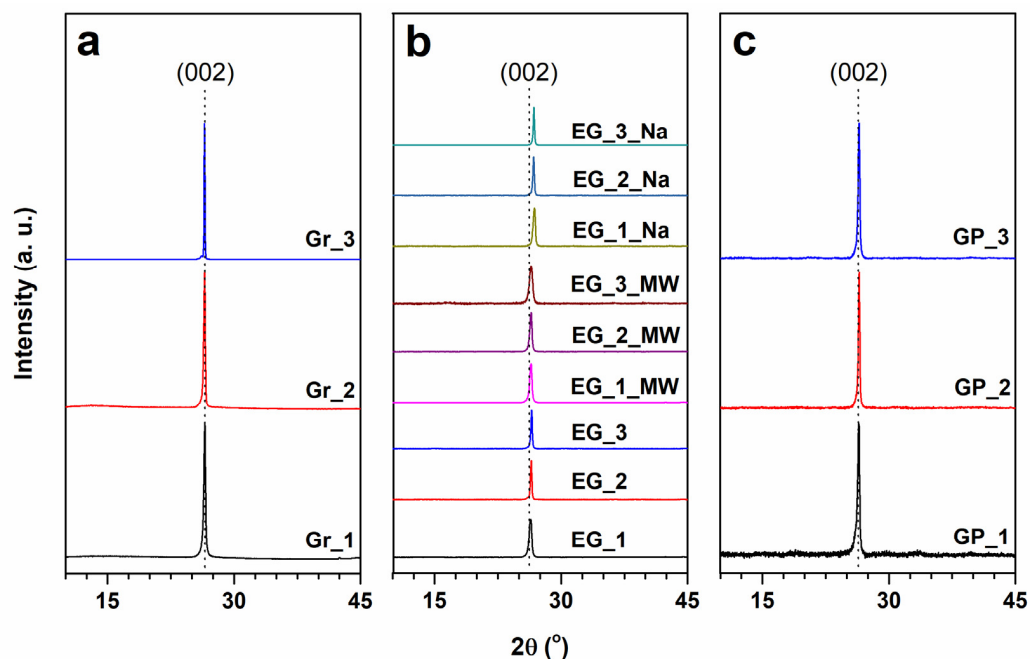 a
(002)
Gr_3
Gr_2
Gr_1
15
30
45
b
(002)
EG_3_Na
EG_2_Na
EG_1_Na
EG_3_MW
EG_2_MW
EG_1_MW
EG_3
EG_2
EG_1
15
30
45
c
(002)
GP_3
GP_2
GP_1
15
30
45
Intensity (a. u.)
2θ (°)